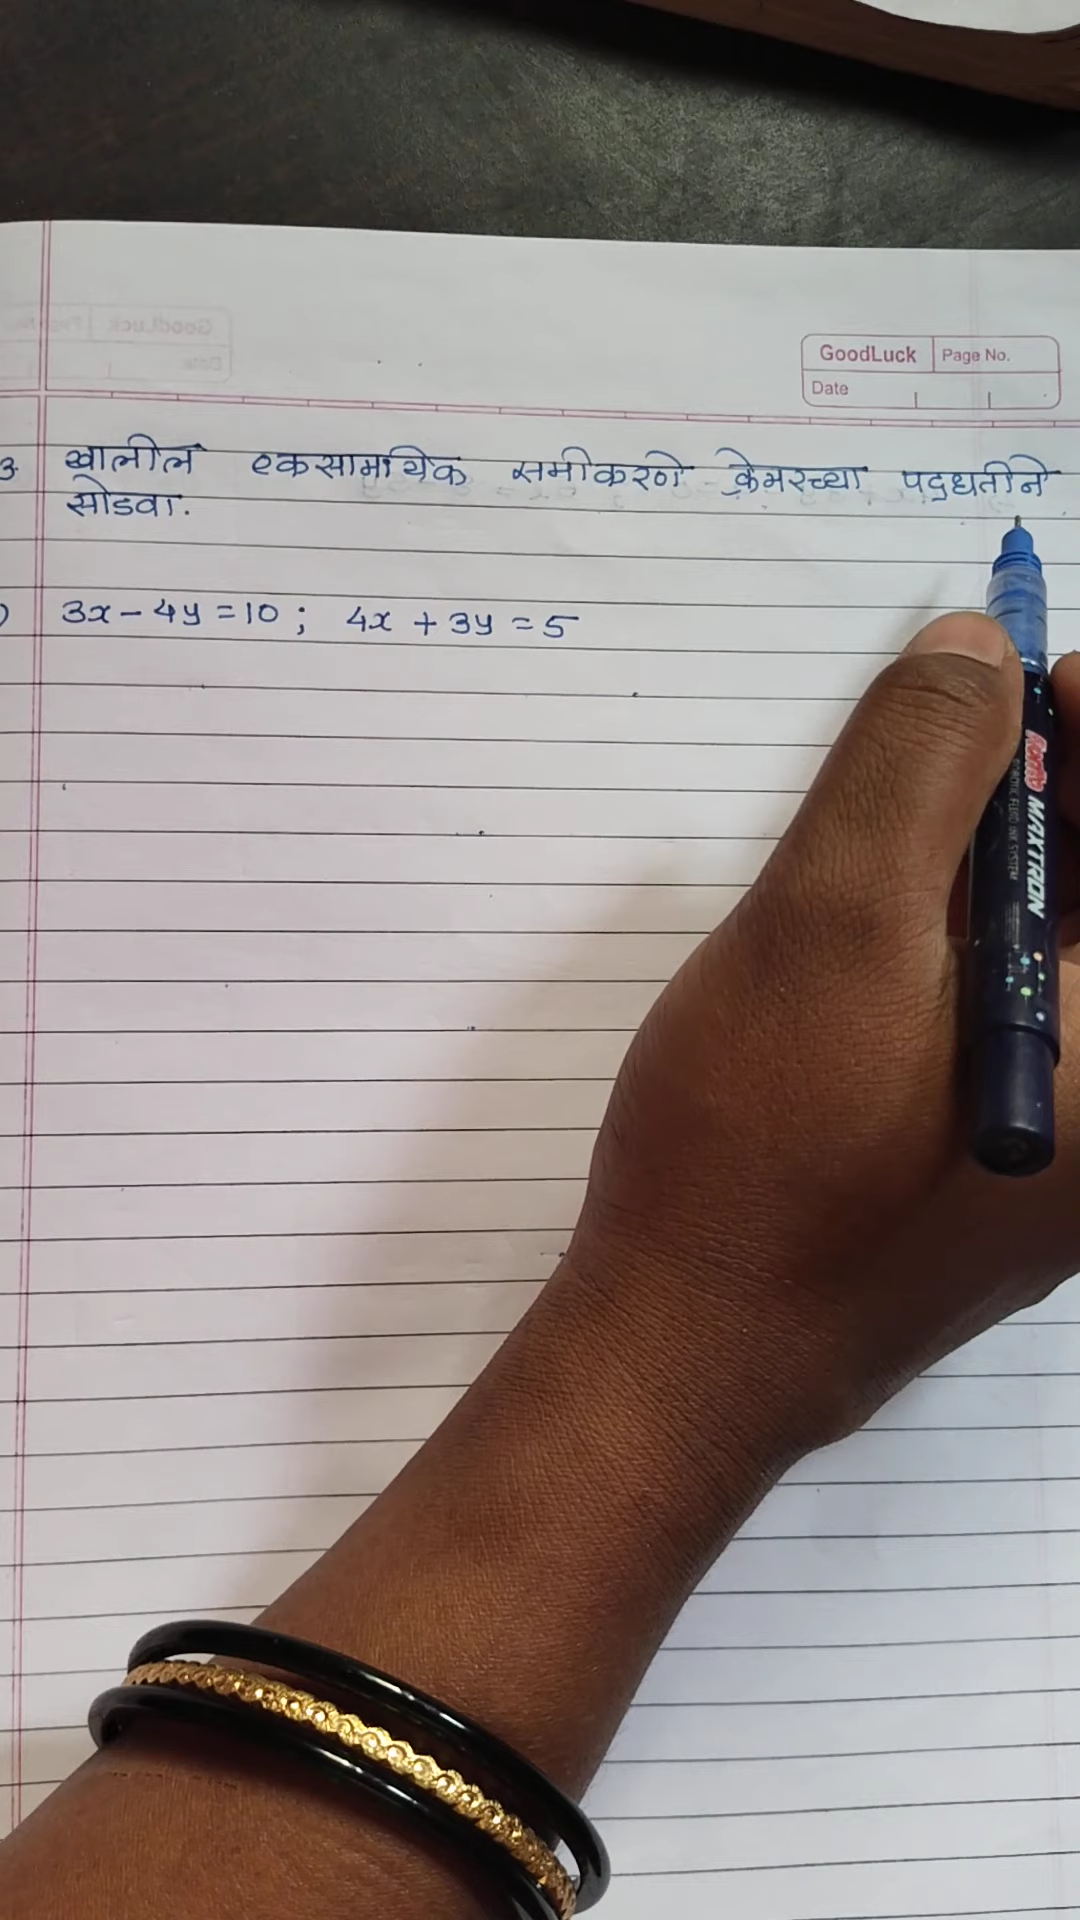 GoodLuck Page No.
Date
3. खालील एकसामयिक समीकरणे क्रेमरच्या पद्धतीने
सोडवा.
) 3x - 4y = 10 ; 4x + 3y = 5
MAXTRON